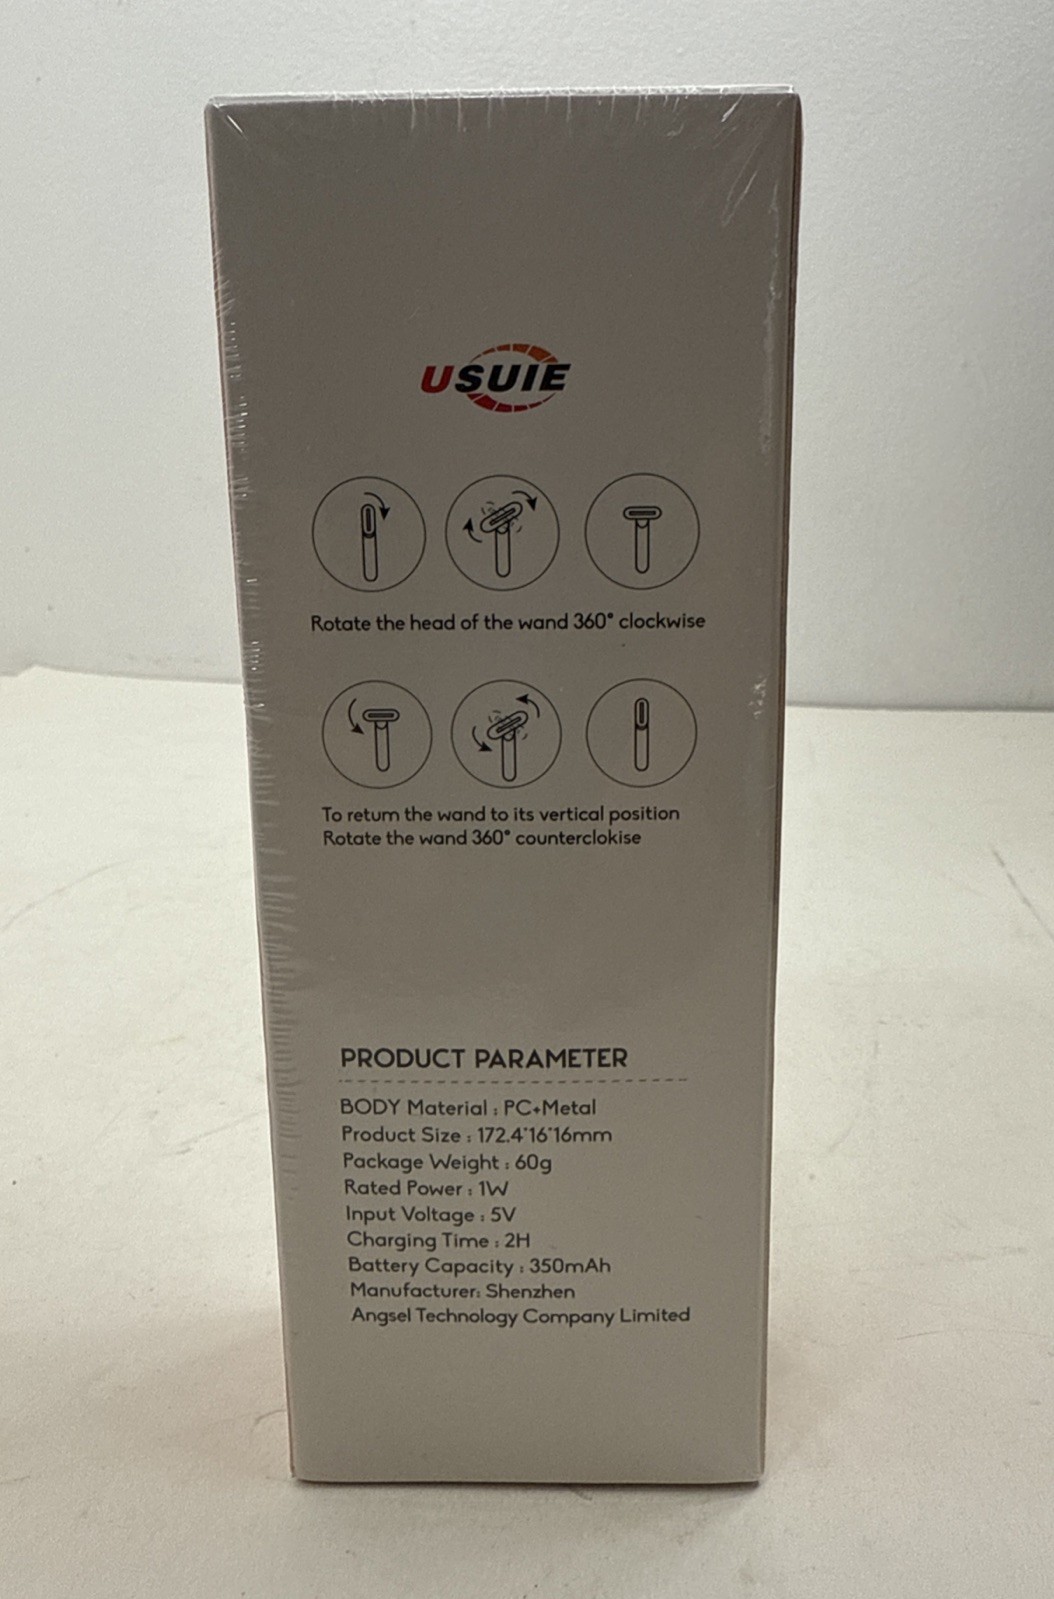 USUIE
Rotate the head of the wand 360° clockwise
To return the wand to its vertical position
Rotate the wand 360° counterclokise
PRODUCT PARAMETER
BODY Material : PC+Metal
Product Size : 172.4*16*16mm
Package Weight : 60g
Rated Power : 1W
Input Voltage : 5V
Charging Time : 2H
Battery Capacity : 350mAh
Manufacturer: Shenzhen
Angsel Technology Company Limited